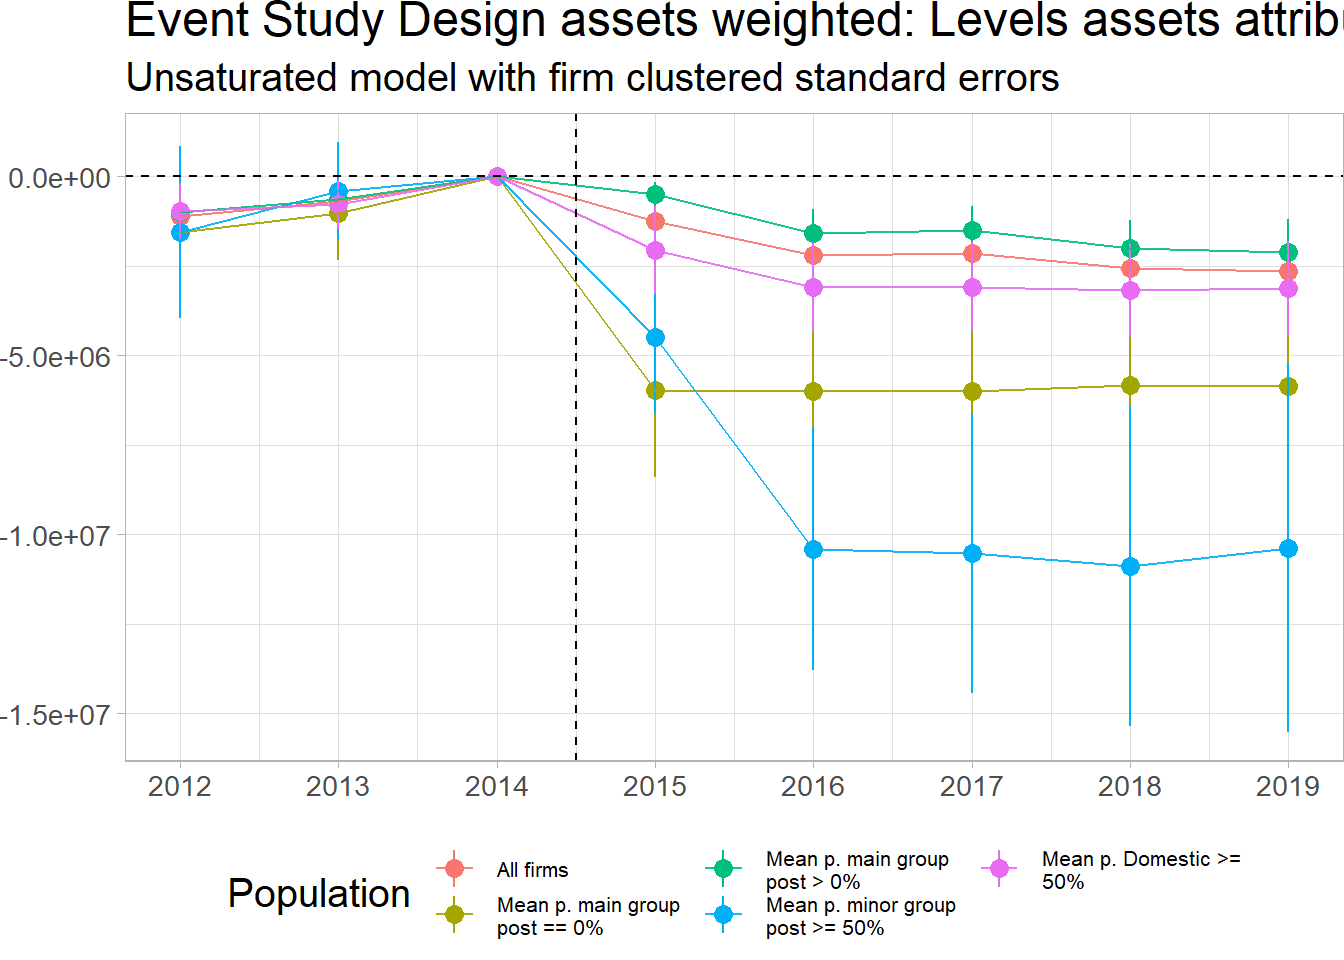 Event Study Design assets weighted: Levels assets
Unsaturated model with firm clustered standard errors
0.0e+00
-5.0e+06
-1.0e+07
-1.5e+07
2012 2013 2014 2015 2016 2017 2018 2019
Population
All firms
Mean p. main group
post == 0%
Mean p. main group
post > 0%
Mean p. minor group
post >= 50%
Mean p. Domestic >=
50%